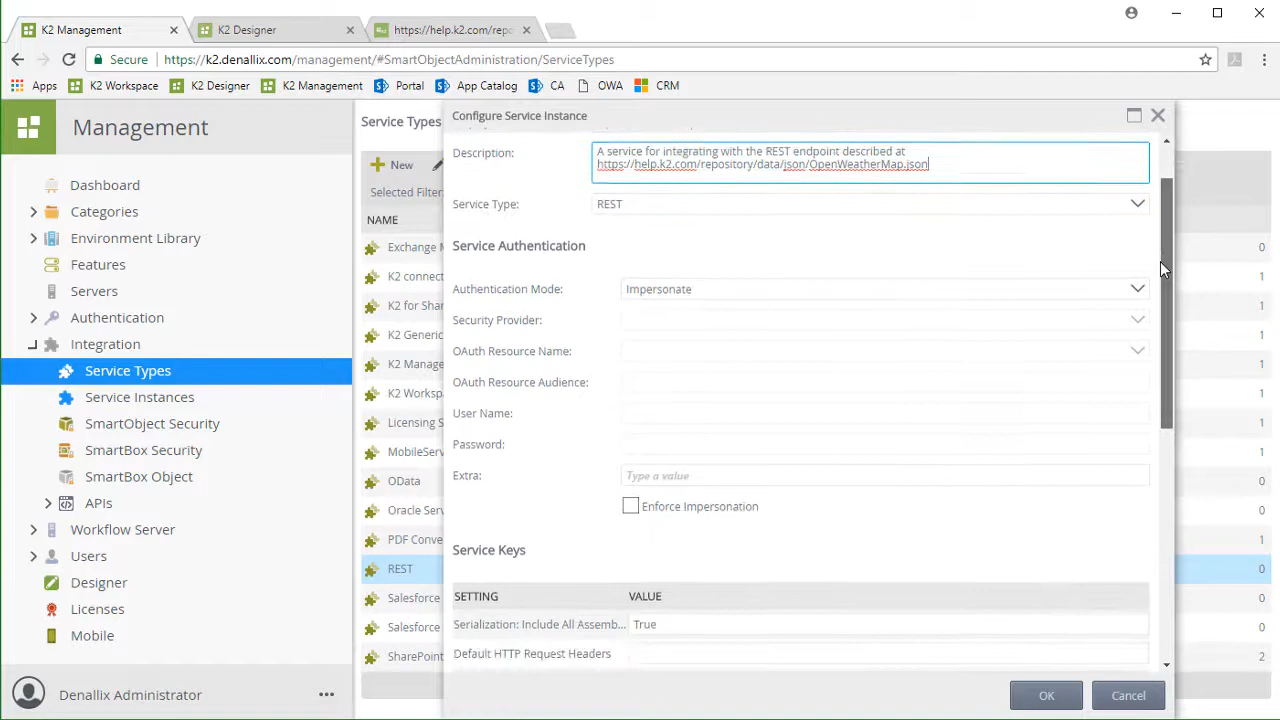 K2 Management
K2 Designer
https://help.k2.com/repo
Secure
https://k2.denallix.com/management/#SmartObjectAdministration/ServiceTypes
Apps
K2 Workspace
K2 Designer
K2 Management
Portal
App Catalog
CA
OWA
CRM
Management
Dashboard
Categories
Environment Library
Features
Servers
Authentication
Integration
Service Types
Service Instances
SmartObject Security
SmartBox Security
SmartBox Object
APIs
Workflow Server
Users
Designer
Licenses
Mobile
Denallix Administrator
Service Types
New
Selected Filter
NAME
Exchange M
0
K2 connect
1
K2 for Shar
1
K2 Generic
1
K2 Manage
1
K2 Worksp
1
Licensing S
1
MobileServ
1
OData
0
Oracle Serv
0
PDF Conve
1
REST
0
Salesforce
0
Salesforce
0
SharePoint
2
Configure Service Instance
Description:
A service for integrating with the REST endpoint described at
https://help.k2.com/repository/data/json/OpenWeatherMap.json
Service Type:
REST
Service Authentication
Authentication Mode:
Impersonate
Security Provider:
OAuth Resource Name:
OAuth Resource Audience:
User Name:
Password:
Extra:
Type a value
Enforce Impersonation
Service Keys
SETTING
VALUE
Serialization: Include All Assemb...
True
Default HTTP Request Headers
OK
Cancel